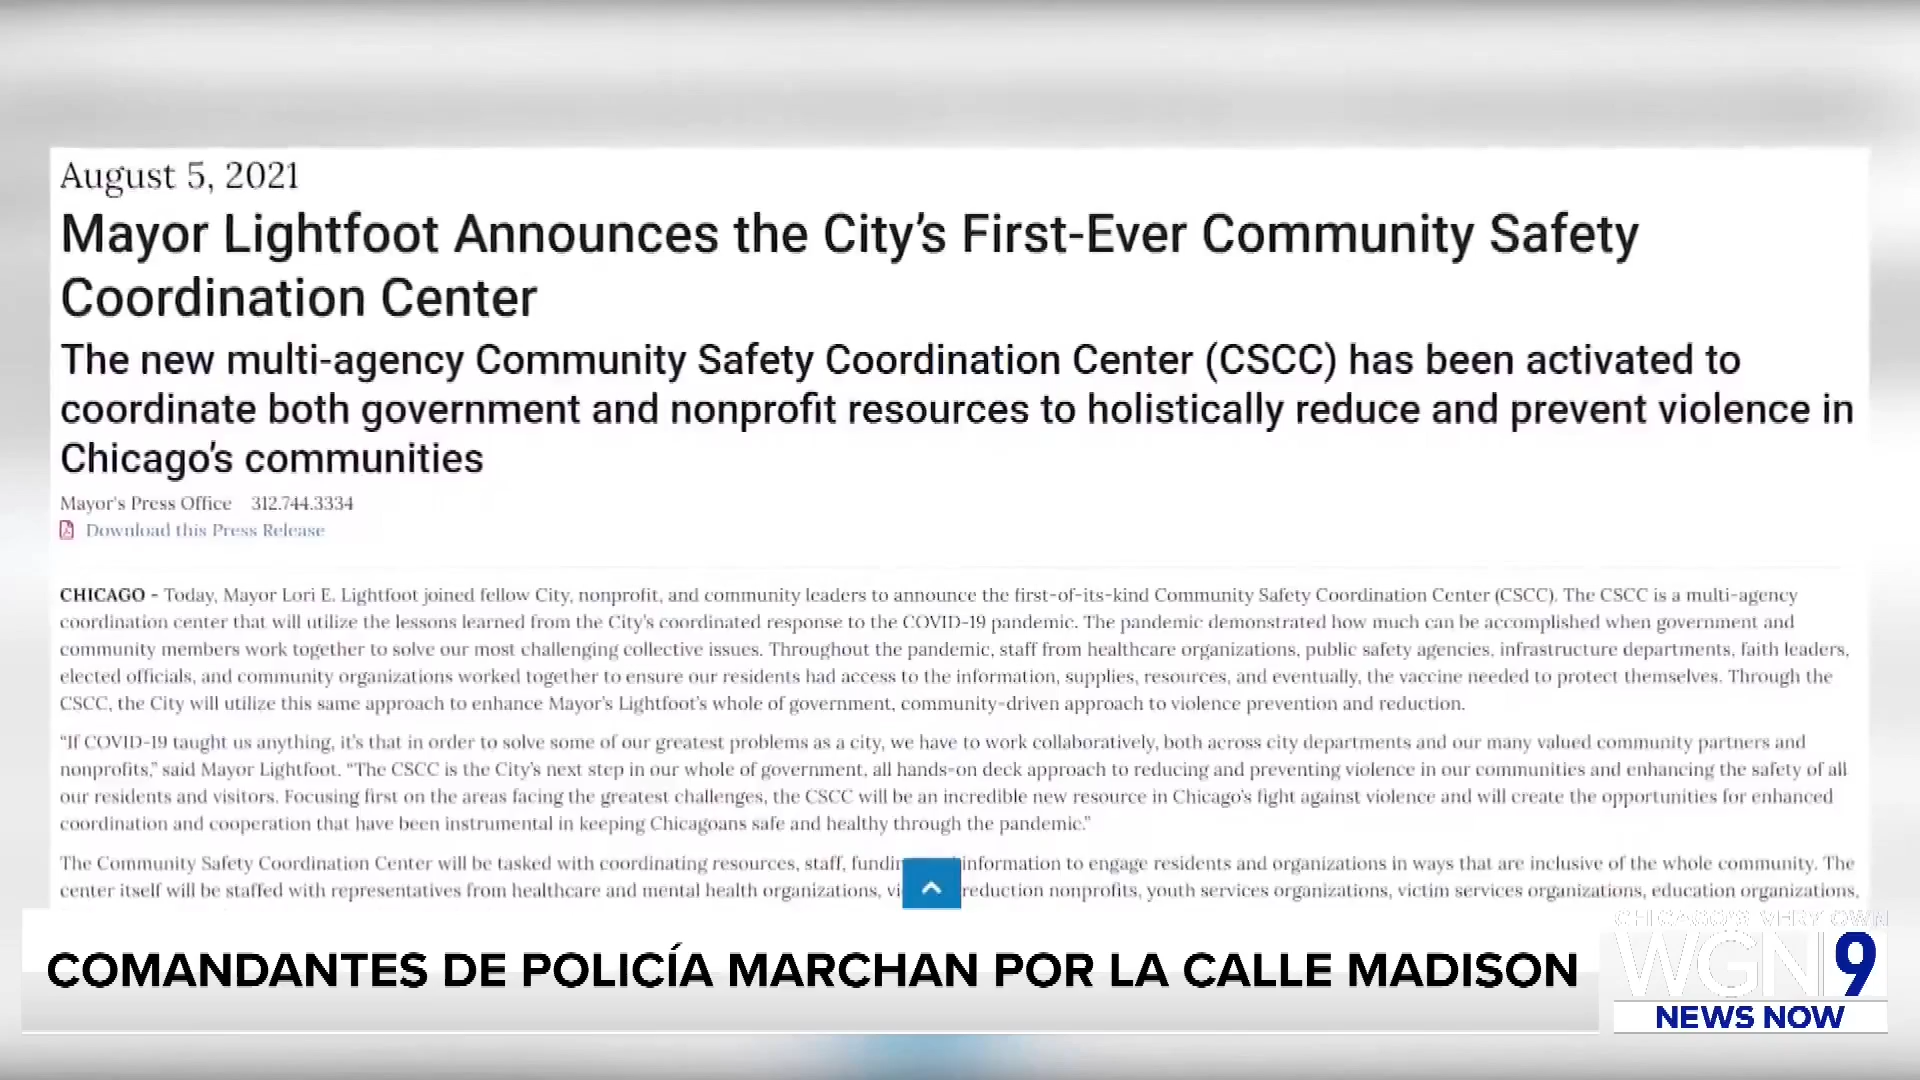 August 5, 2021
Mayor Lightfoot Announces the City's First-Ever Community Safety
Coordination Center
The new multi-agency Community Safety Coordination Center (CSCC) has been activated to
coordinate both government and nonprofit resources to holistically reduce and prevent violence in
Chicago's communities
Mayor's Press Office 312.744.3334
Download this Press Release
CHICAGO - Today, Mayor Lori E. Lightfoot joined fellow City, nonprofit, and community leaders to announce the first-of-its-kind Community Safety Coordination Center (CSCC). The CSCC is a multi-agency
coordination center that will utilize the lessons learned from the City's coordinated response to the COVID-19 pandemic. The pandemic demonstrated how much can be accomplished when government and
community members work together to solve our most challenging collective issues. Throughout the pandemic, staff from healthcare organizations, public safety agencies, infrastructure departments, faith leaders,
elected officials, and community organizations worked together to ensure our residents had access to the information, supplies, resources, and eventually, the vaccine needed to protect themselves. Through the
CSCC, the City will utilize this same approach to enhance Mayor's Lightfoot's whole of government, community-driven approach to violence prevention and reduction.
"If COVID-19 taught us anything, it's that in order to solve some of our greatest problems as a city, we have to work collaboratively, both across city departments and our many valued community partners and
nonprofits," said Mayor Lightfoot. "The CSCC is the City's next step in our whole of government, all hands-on deck approach to reducing and preventing violence in our communities and enhancing the safety of all
our residents and visitors. Focusing first on the areas facing the greatest challenges, the CSCC will be an incredible new resource in Chicago's fight against violence and will create the opportunities for enhanced
coordination and cooperation that have been instrumental in keeping Chicagoans safe and healthy through the pandemic."
The Community Safety Coordination Center will be tasked with coordinating resources, staff, information to engage residents and organizations in ways that are inclusive of the whole community. The
center itself will be staffed with representatives from healthcare and mental health organizations, reduction nonprofits, youth services organizations, victim services organizations, education organizations,
COMANDANTES DE POLICÍA MARCHAN POR LA CALLE MADISON
CHICAGO'S VERY OWN
WGN 9
NEWS NOW